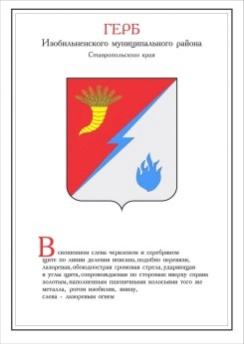 ГЕРБ
Изобильненского муниципального района
Ставропольского края
В скошенном слева червленом и серебряном
щите по линии деления нитяная, подобно перевязи,
лазоревая, обоюдоострая громовая стрела, ударяющая
в углы щита, сопровождаемая по сторонам вверху справа
золотым, наполненным пшеничными колосьями того же
металла, рогом изобилия, внизу,
слева - лазоревым огнем